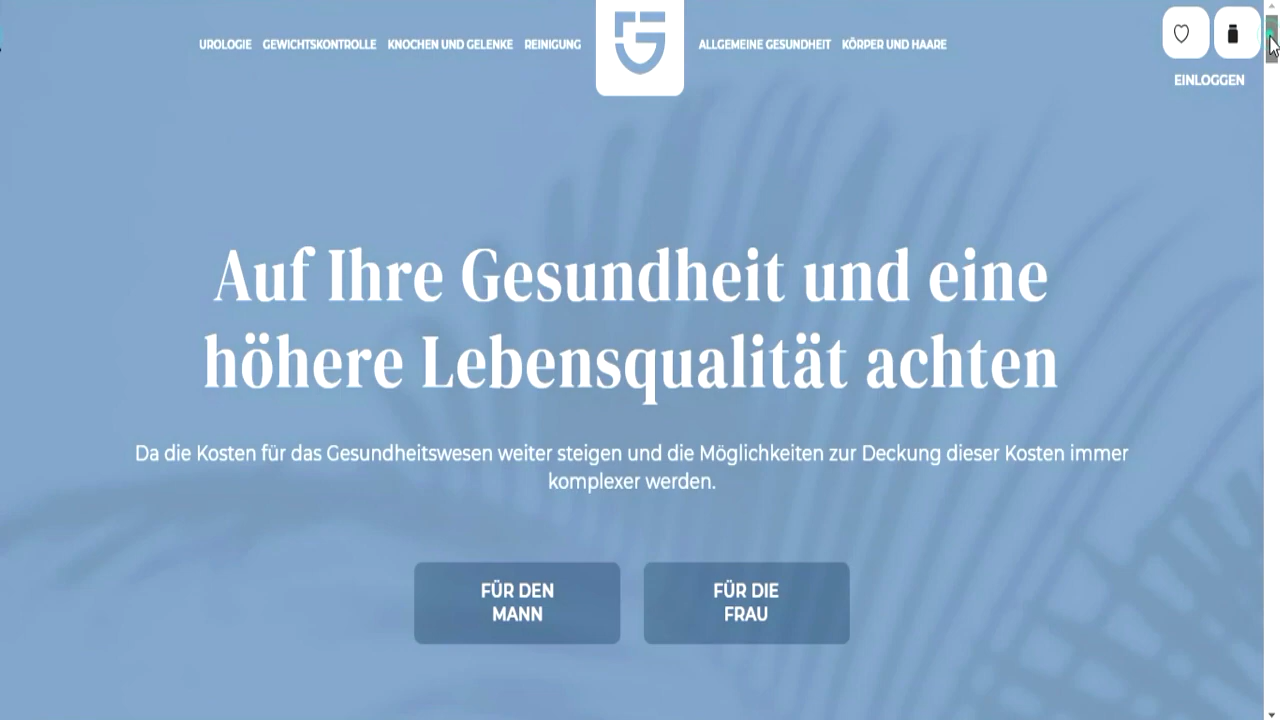 UROLOGIE GEWICHTSKONTROLLE KNOCHEN UND GELENKE REINIGUNG ALLGEMEINE GESUNDHEIT KÖRPER UND HAARE
EINLOGGEN
Auf Ihre Gesundheit und eine
höhere Lebensqualität achten
Da die Kosten für das Gesundheitswesen weiter steigen und die Möglichkeiten zur Deckung dieser Kosten immer
komplexer werden.
FÜR DEN
MANN
FÜR DIE
FRAU